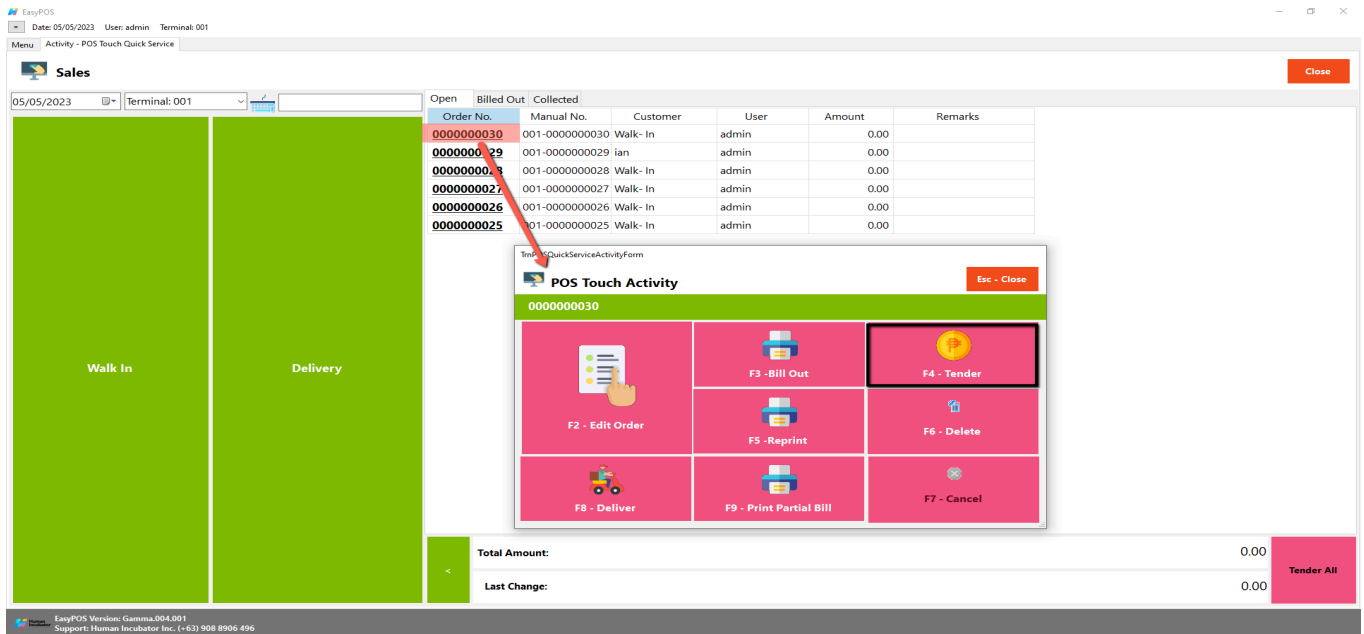 EasyPOS
Date: 05/05/2023 User: admin Terminal: 001
Menu Activity - POS Touch Quick Service
Sales
Close
05/05/2023 Terminal: 001
Open Billed Out Collected
Order No. Manual No. Customer User Amount Remarks
0000000030 001-0000000030 Walk- In admin 0.00
0000000029 001-0000000029 ian admin 0.00
0000000028 001-0000000028 Walk- In admin 0.00
0000000027 001-0000000027 Walk- In admin 0.00
0000000026 001-0000000026 Walk- In admin 0.00
0000000025 001-0000000025 Walk- In admin 0.00
Walk In
Delivery
TrnPOSQuickServiceActivityForm
POS Touch Activity
Esc - Close
0000000030
F2 - Edit Order
F3 -Bill Out
F4 - Tender
F5 -Reprint
F6 - Delete
F8 - Deliver
F9 - Print Partial Bill
F7 - Cancel
<
Total Amount: 0.00
Last Change: 0.00
Tender All
Human
Incubator
EasyPOS Version: Gamma.004.001
Support: Human Incubator Inc. (+63) 908 8906 496